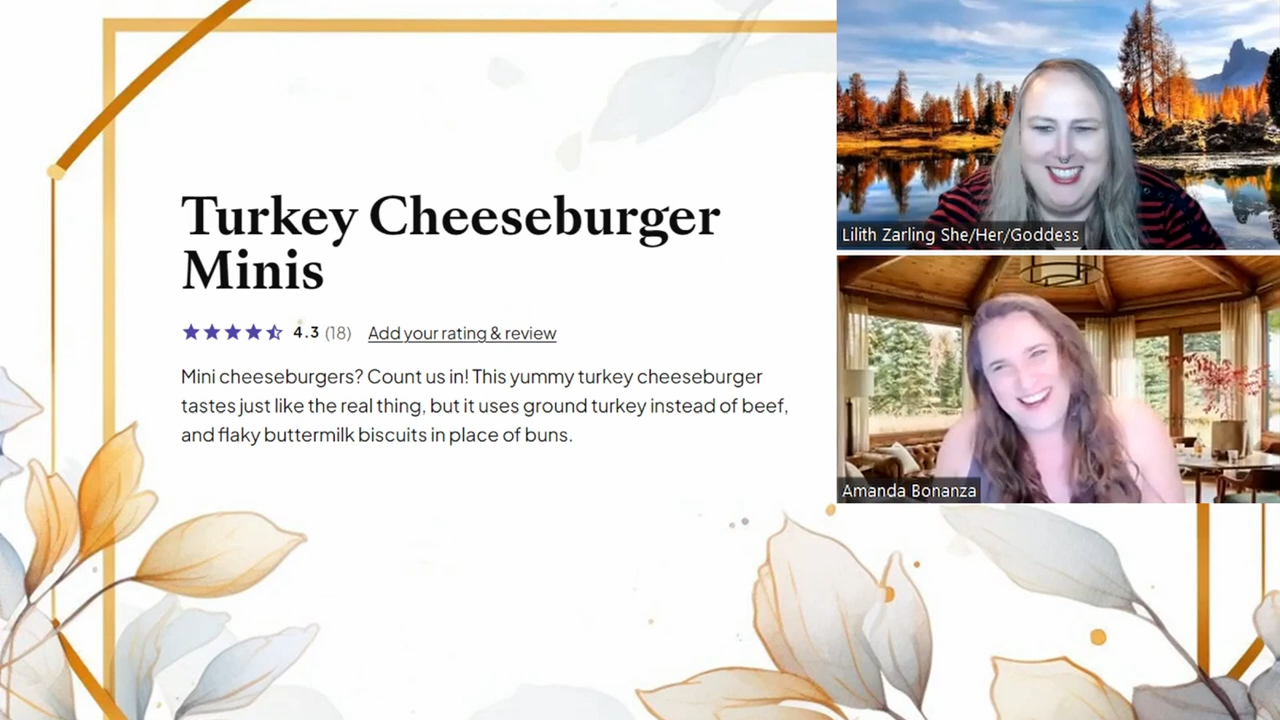 Turkey Cheeseburger
Minis
4.3 (18) Add your rating & review
Mini cheeseburgers? Count us in! This yummy turkey cheeseburger
tastes just like the real thing, but it uses ground turkey instead of beef,
and flaky buttermilk biscuits in place of buns.
Lilith Zarling She/Her/Goddess
Amanda Bonanza